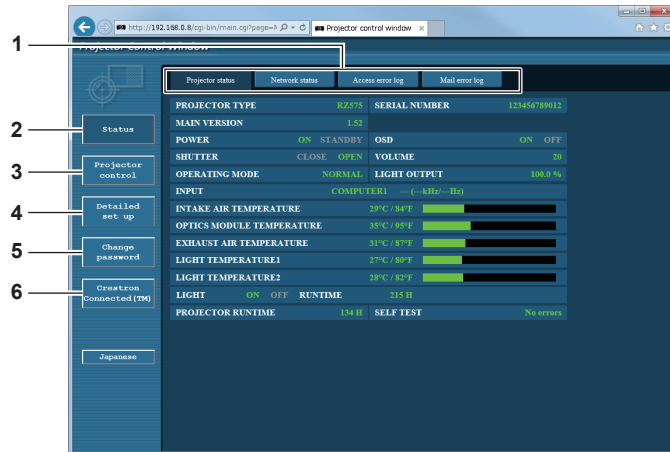 http://192.168.0.8/cgi-bin/main.cgi?page=
Projector control window
Projector Control Window
1
Projector status Network status Access error log Mail error log
PROJECTOR TYPE RZ575 SERIAL NUMBER 123456789012
MAIN VERSION 1.52
2 Status
POWER ON STANDBY OSD ON OFF
SHUTTER CLOSE OPEN VOLUME 20
3 Projector control
OPERATING MODE NORMAL LIGHT OUTPUT 100.0 %
INPUT COMPUTER1 --- (---kHz/---Hz)
4 Detailed set up
INTAKE AIR TEMPERATURE 29°C / 84°F
OPTICS MODULE TEMPERATURE 35°C / 95°F
5 Change password
EXHAUST AIR TEMPERATURE 31°C / 87°F
LIGHT TEMPERATURE1 27°C / 80°F
LIGHT TEMPERATURE2 28°C / 82°F
6 Crestron Connected(TM)
LIGHT ON OFF RUNTIME 215 H
PROJECTOR RUNTIME 134 H SELF TEST No errors
Japanese